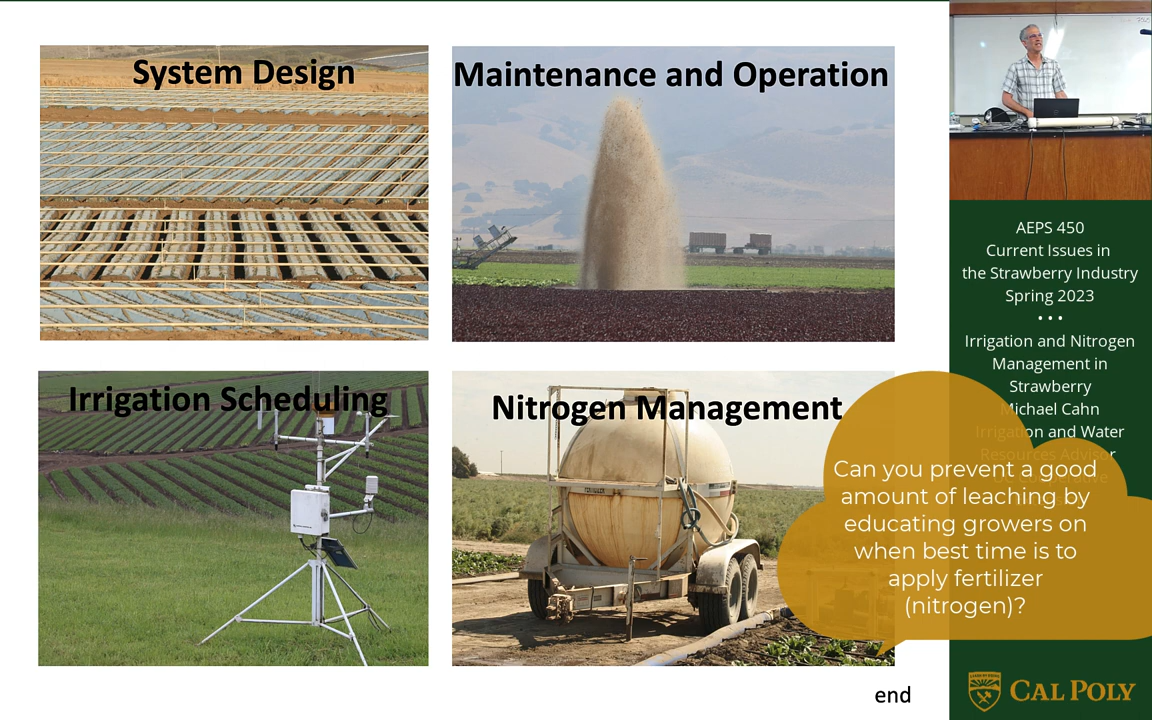 System Design
Maintenance and Operation
Irrigation Scheduling
Nitrogen Management
end
AEPS 450
Current Issues in
the Strawberry Industry
Spring 2023
• • •
Irrigation and Nitrogen
Management in
Strawberry
Michael Cahn
Irrigation and Water
Resources Advisor
Can you prevent a good
amount of leaching by
educating growers on
when best time is to
apply fertilizer
(nitrogen)?
CAL POLY